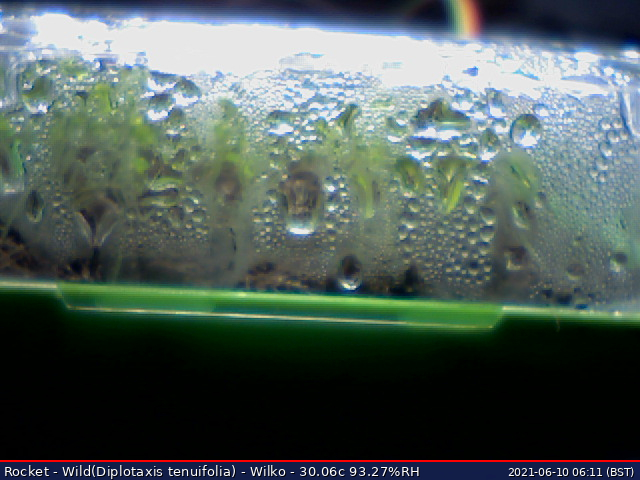 Rocket - Wild(Diplotaxis tenuifolia) - Wilko - 30.06c 93.27%RH
2021-06-10 06:11 (BST)